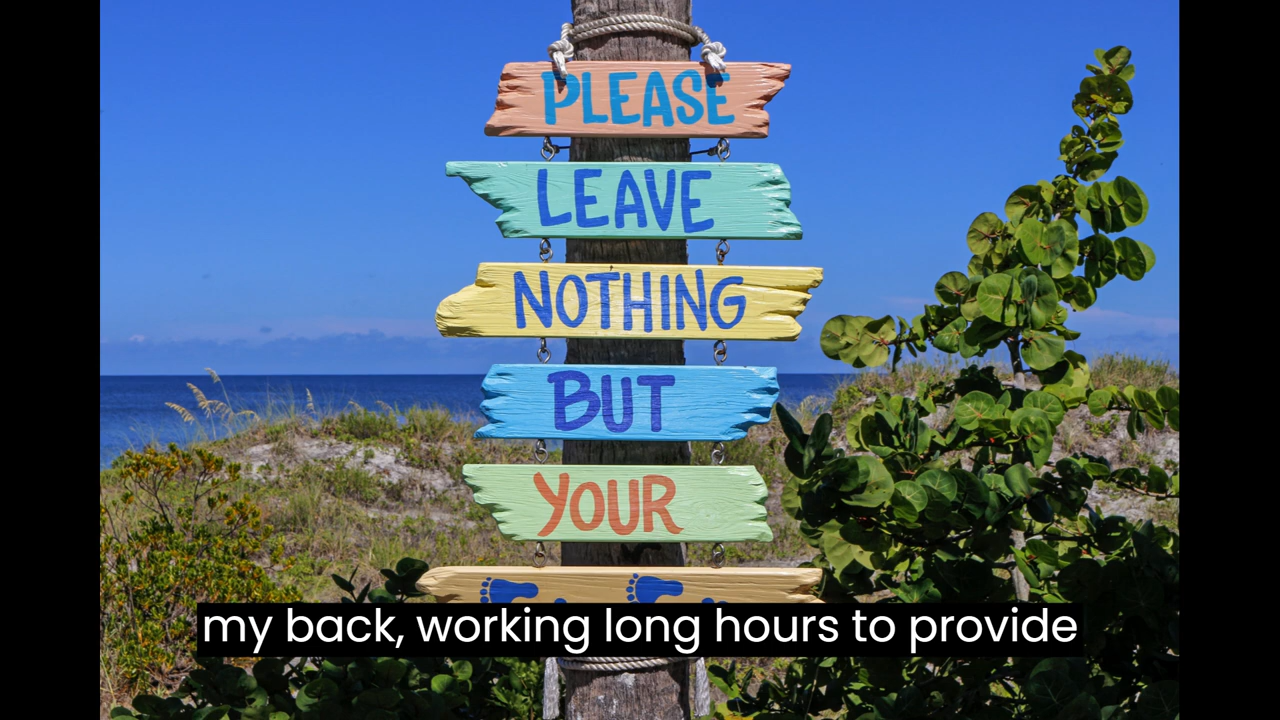 PLEASE
LEAVE
NOTHING
BUT
YOUR
my back, working long hours to provide